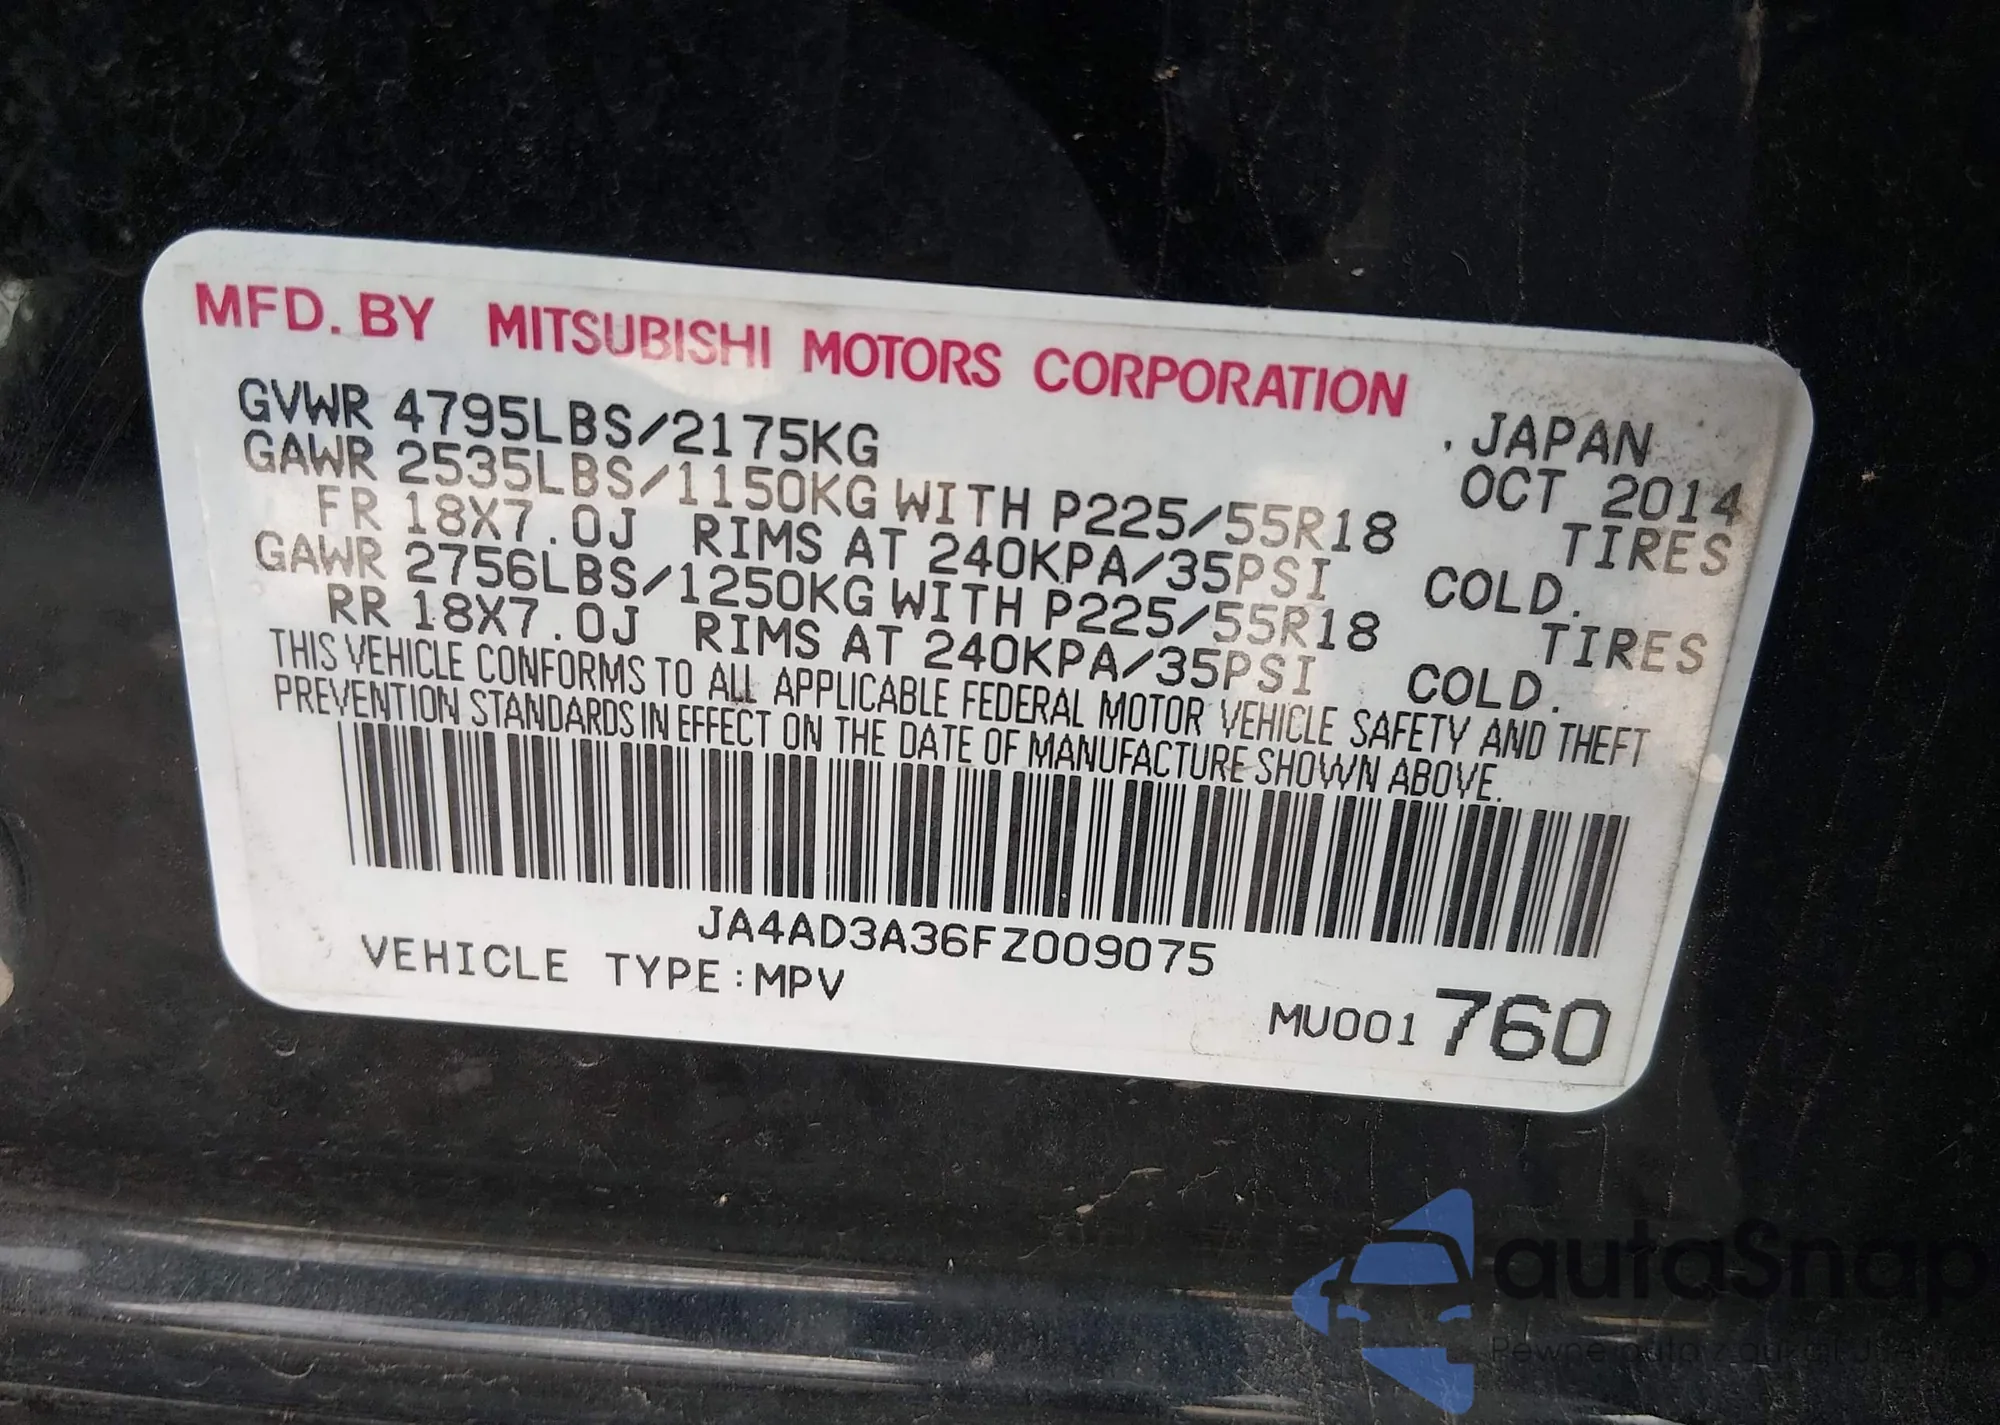 MFD. BY MITSUBISHI MOTORS CORPORATION, JAPAN
GVWR 4795LBS/2175KG OCT 2014
GAWR 2535LBS/1150KG WITH P225/55R18 TIRES
FR 18X7.0J RIMS AT 240KPA/35PSI COLD.
GAWR 2756LBS/1250KG WITH P225/55R18 TIRES
RR 18X7.0J RIMS AT 240KPA/35PSI COLD.
THIS VEHICLE CONFORMS TO ALL APPLICABLE FEDERAL MOTOR VEHICLE SAFETY AND THEFT
PREVENTION STANDARDS IN EFFECT ON THE DATE OF MANUFACTURE SHOWN ABOVE.
JA4AD3A36FZ009075
VEHICLE TYPE:MPV
MU001 760
autaSnap
Pewne auto z